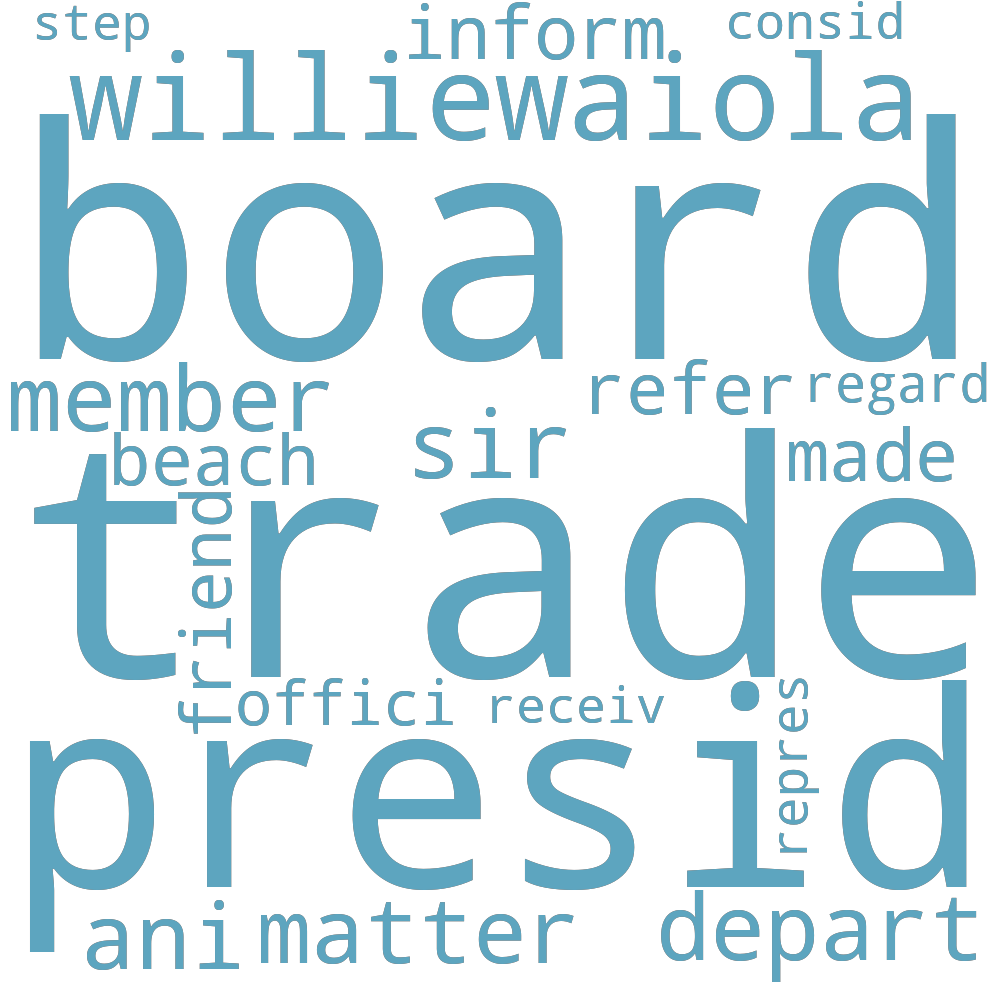 step inform consid
williewaiola
board
member refer regard
beach sir made
trade
friend
offici receiv
repres
presid
ani matter depart